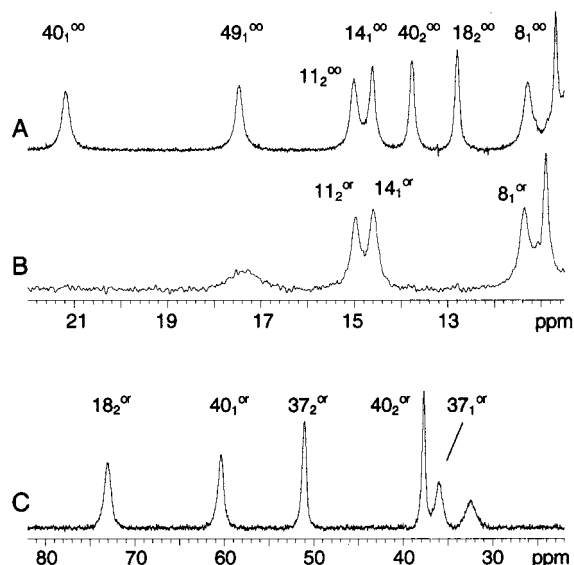 40₁ᵒᵒ 49₁ᵒᵒ 14₁ᵒᵒ 40₂ᵒᵒ 18₂ᵒᵒ 8₁ᵒᵒ
11₂ᵒᵒ
A
11₂ᵒʳ 14₁ᵒʳ 8₁ᵒʳ
B
21 19 17 15 13 ppm
18₂ᵒʳ 40₁ᵒʳ 37₂ᵒʳ 40₂ᵒʳ 37₁ᵒʳ
C
80 70 60 50 40 30 ppm